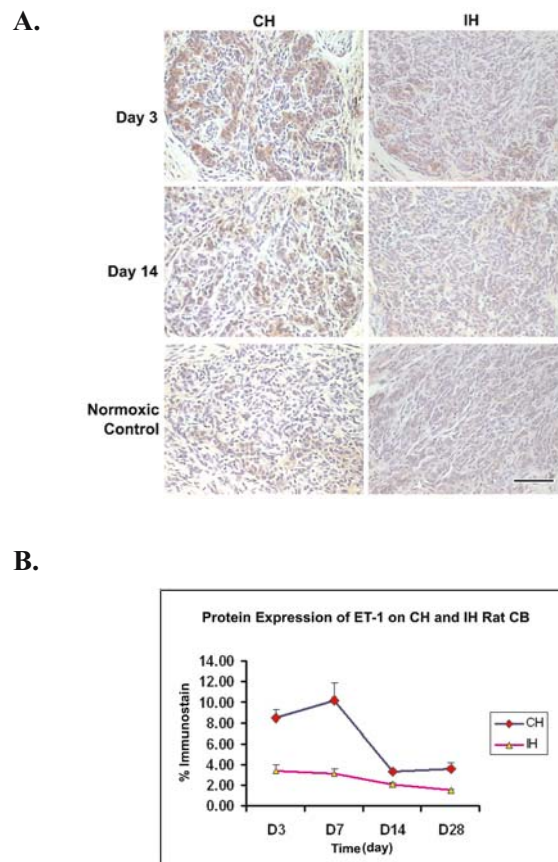 A.
CH IH
Day 3
Day 14
Normoxic
Control
B.
Protein Expression of ET-1 on CH and IH Rat CB
14.00
12.00
10.00
8.00
6.00
4.00
2.00
0.00
% Immunostain
D3 D7 D14 D28
Time(day)
CH
IH